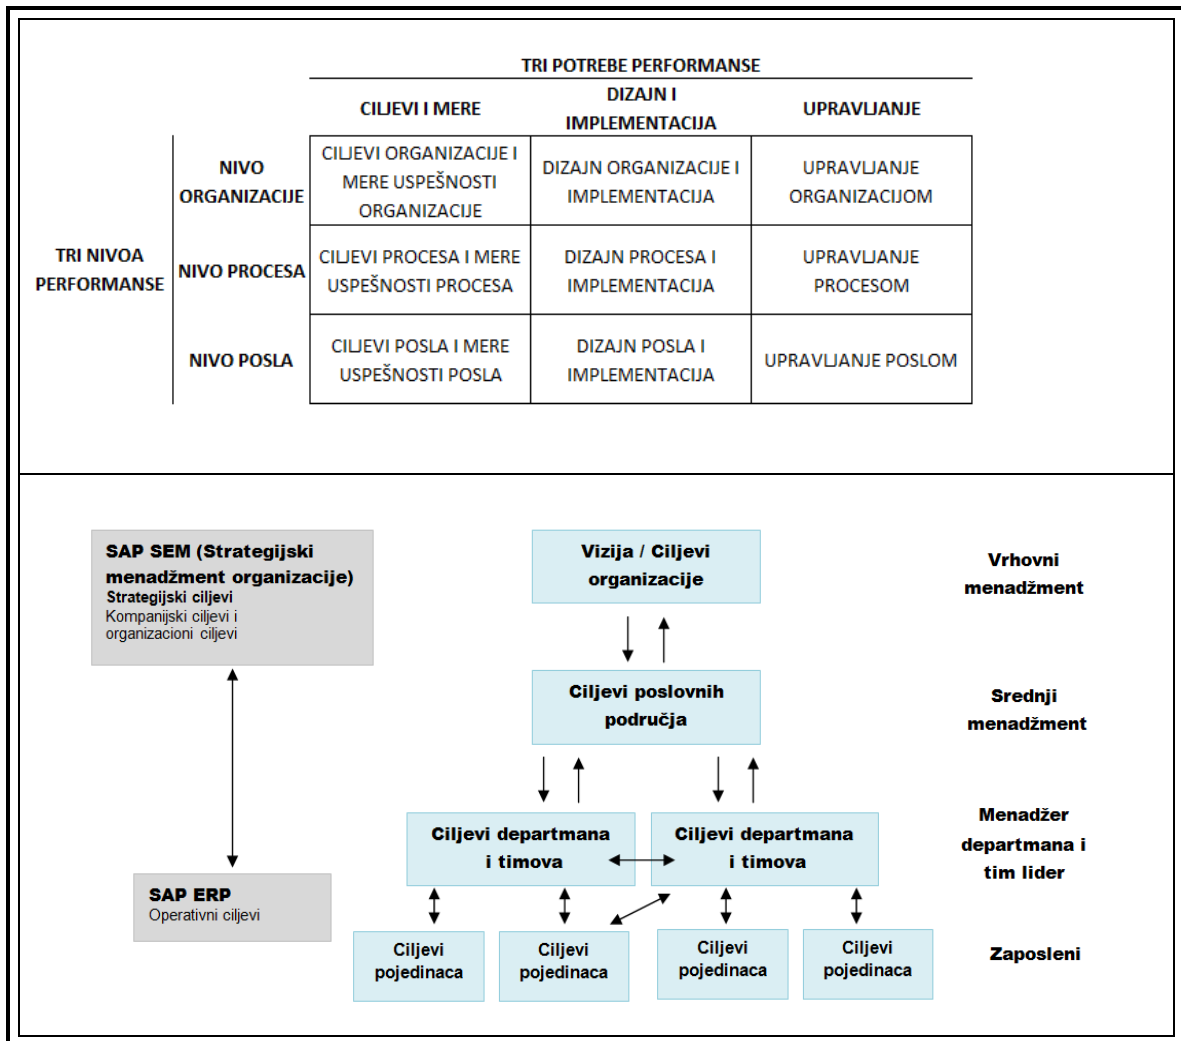 TRI POTREBE PERFORMANSE
CILJEVI I MERE
DIZAJN I
IMPLEMENTACIJA
UPRAVLJANJE
TRI NIVOA
PERFORMANSE
NIVO
ORGANIZACIJE
CILJEVI ORGANIZACIJE I
MERE USPEŠNOSTI
ORGANIZACIJE
DIZAJN ORGANIZACIJE I
IMPLEMENTACIJA
UPRAVLJANJE
ORGANIZACIJOM
NIVO PROCESA
CILJEVI PROCESA I MERE
USPEŠNOSTI PROCESA
DIZAJN PROCESA I
IMPLEMENTACIJA
UPRAVLJANJE
PROCESOM
NIVO POSLA
CILJEVI POSLA I MERE
USPEŠNOSTI POSLA
DIZAJN POSLA I
IMPLEMENTACIJA
UPRAVLJANJE POSLOM
SAP SEM (Strategijski
menadžment organizacije)
Strategijski ciljevi
Kompanijski ciljevi i
organizacioni ciljevi
Vizija / Ciljevi
organizacije
Vrhovni
menadžment
Ciljevi poslovnih
područja
Srednji
menadžment
Ciljevi departmana
i timova
Ciljevi departmana
i timova
Menadžer
departmana i
tim lider
SAP ERP
Operativni ciljevi
Ciljevi
pojedinaca
Ciljevi
pojedinaca
Ciljevi
pojedinaca
Ciljevi
pojedinaca
Zaposleni